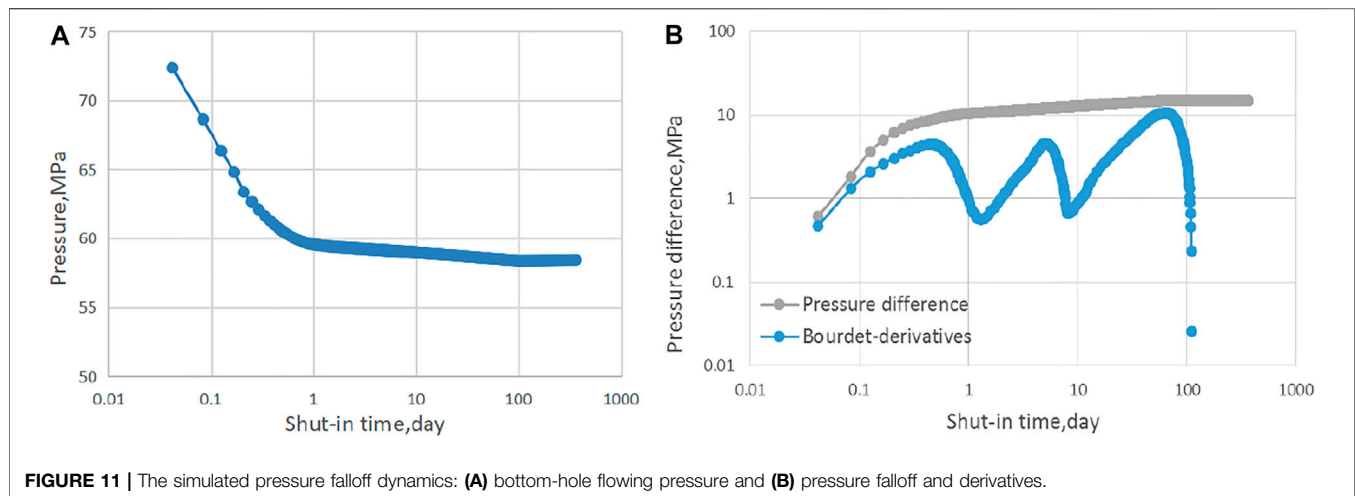 A
75
70
65
60
55
50
Pressure,MPa
0.01 0.1 1 10 100 1000
Shut-in time,day
B
100
10
1
0.1
0.01
Pressure difference,MPa
Pressure difference
Bourdet-derivatives
0.01 0.1 1 10 100 1000
Shut-in time,day
FIGURE 11 | The simulated pressure falloff dynamics: (A) bottom-hole flowing pressure and (B) pressure falloff and derivatives.